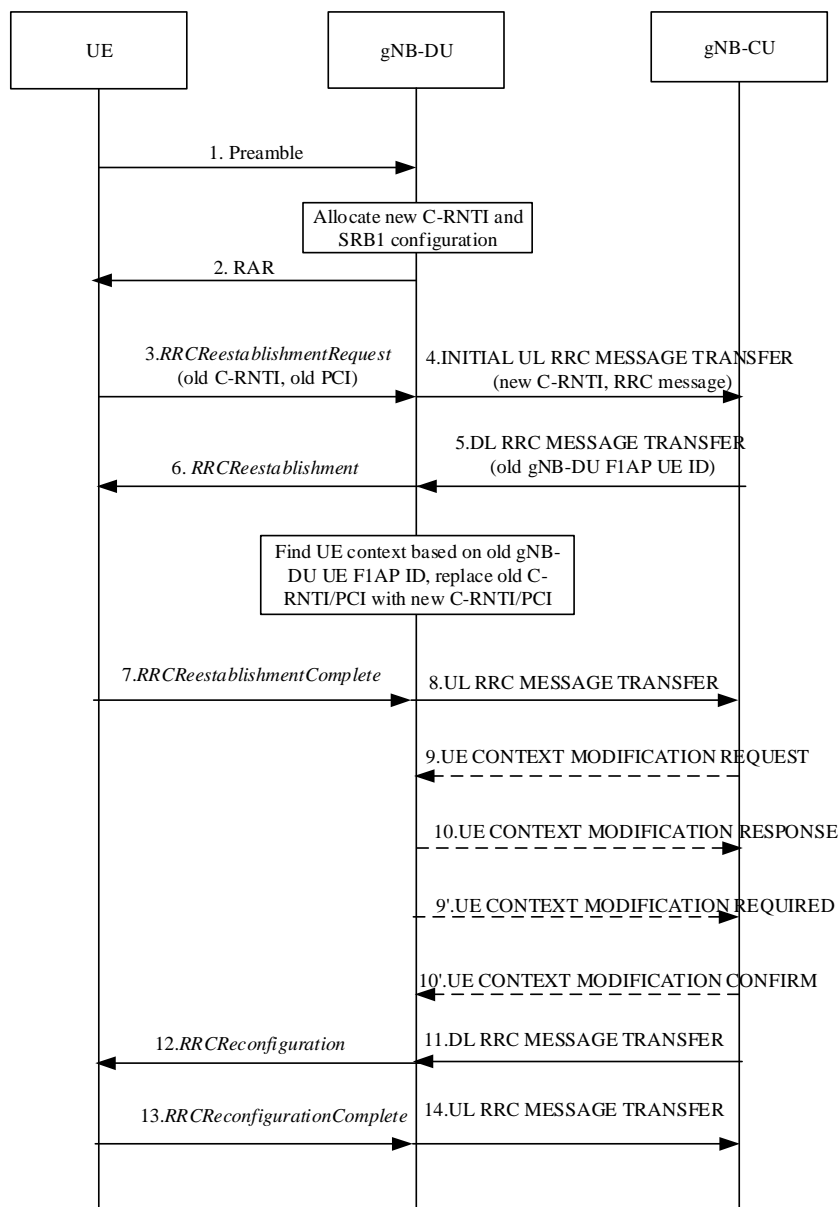 UE
gNB-DU
gNB-CU
1. Preamble
Allocate new C-RNTI and
SRB1 configuration
2. RAR
3.RRCReestablishmentRequest
(old C-RNTI, old PCI)
4.INITIAL UL RRC MESSAGE TRANSFER
(new C-RNTI, RRC message)
5.DL RRC MESSAGE TRANSFER
(old gNB-DU F1AP UE ID)
6. RRCReestablishment
Find UE context based on old gNB-
DU UE F1AP ID, replace old C-
RNTI/PCI with new C-RNTI/PCI
7.RRCReestablishmentComplete
8.UL RRC MESSAGE TRANSFER
9.UE CONTEXT MODIFICATION REQUEST
10.UE CONTEXT MODIFICATION RESPONSE
9'.UE CONTEXT MODIFICATION REQUIRED
10'.UE CONTEXT MODIFICATION CONFIRM
12.RRCReconfiguration
11.DL RRC MESSAGE TRANSFER
13.RRCReconfigurationComplete
14.UL RRC MESSAGE TRANSFER